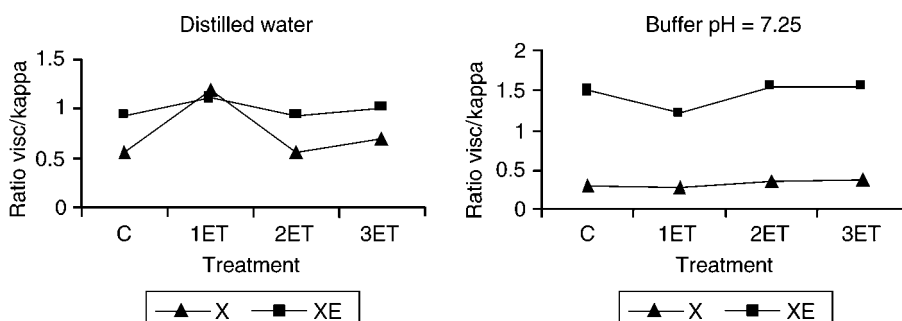 Distilled water
Ratio visc/kappa
1.5
1
0.5
0
C 1ET 2ET 3ET
Treatment
X XE
Buffer pH = 7.25
Ratio visc/kappa
2
1.5
1
0.5
0
C 1ET 2ET 3ET
Treatment
X XE